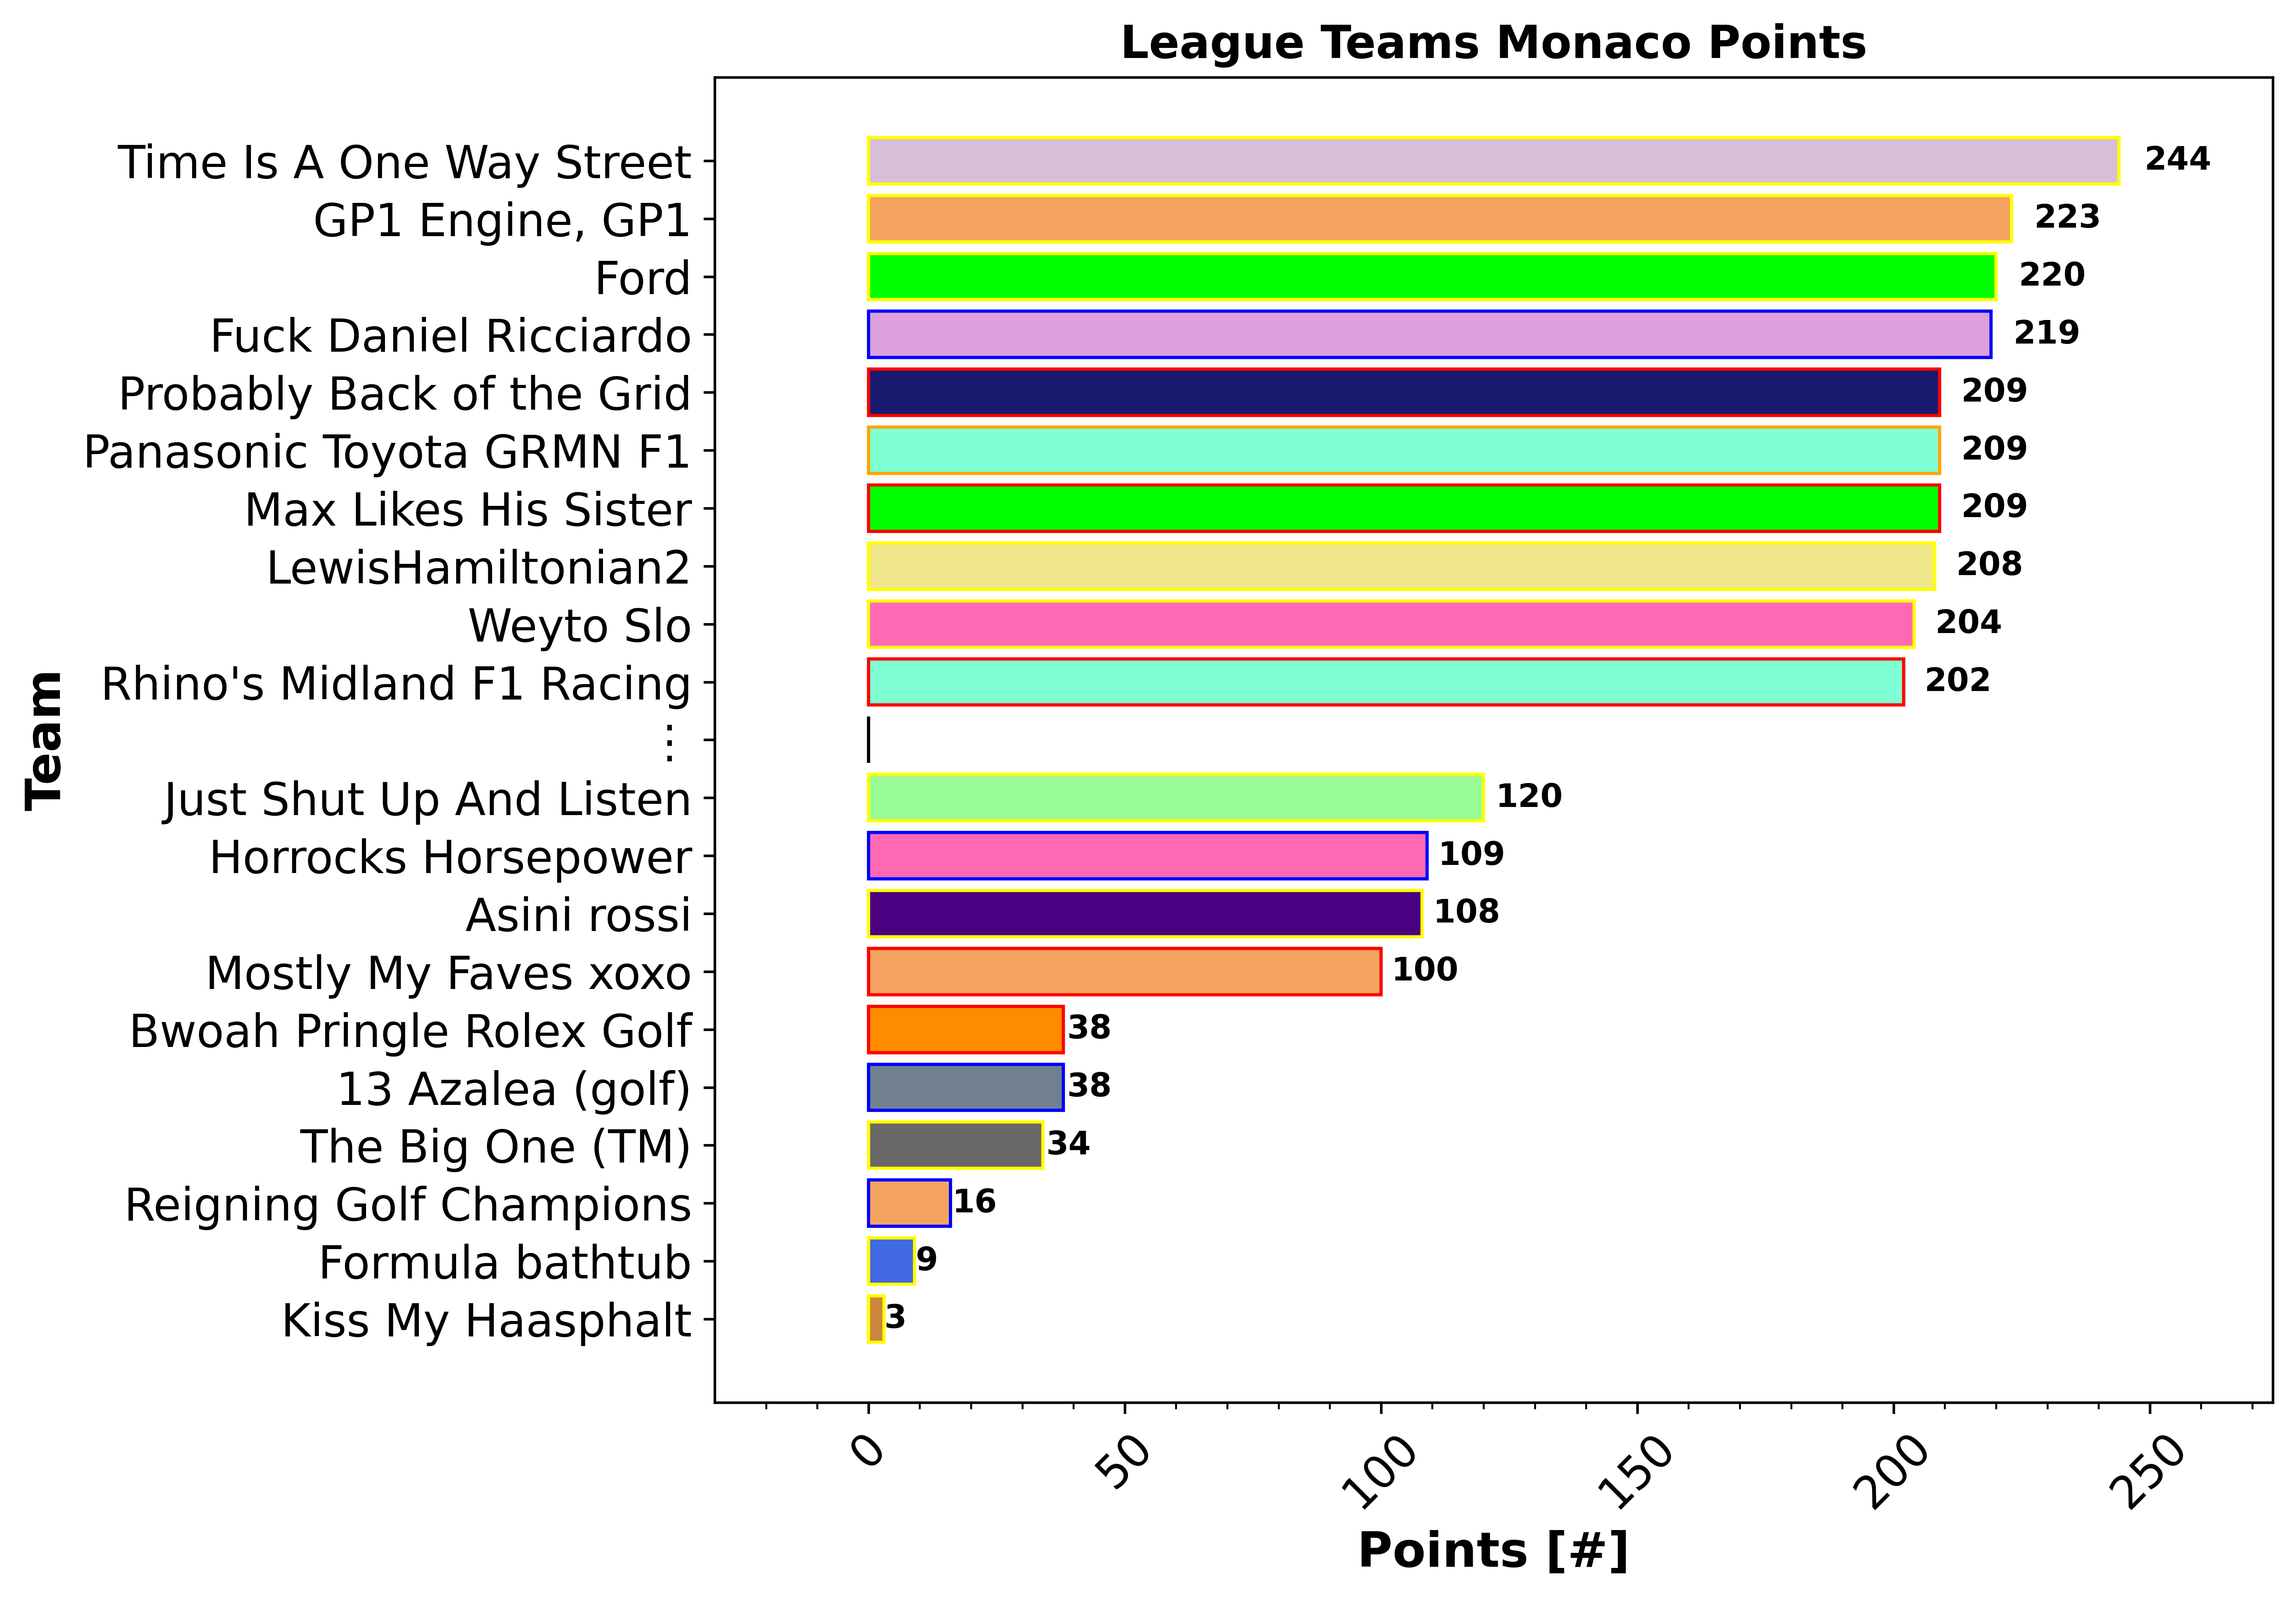 League Teams Monaco Points
Time Is A One Way Street 244
GP1 Engine, GP1 223
Ford 220
Fuck Daniel Ricciardo 219
Probably Back of the Grid 209
Panasonic Toyota GRMN F1 209
Max Likes His Sister 209
LewisHamiltonian2 208
Weyto Slo 204
Rhino's Midland F1 Racing 202
⋮
Just Shut Up And Listen 120
Horrocks Horsepower 109
Asini rossi 108
Mostly My Faves xoxo 100
Bwoah Pringle Rolex Golf 38
13 Azalea (golf) 38
The Big One (TM) 34
Reigning Golf Champions 16
Formula bathtub 9
Kiss My Haasphalt 3
Team
0 50 100 150 200 250
Points [#]